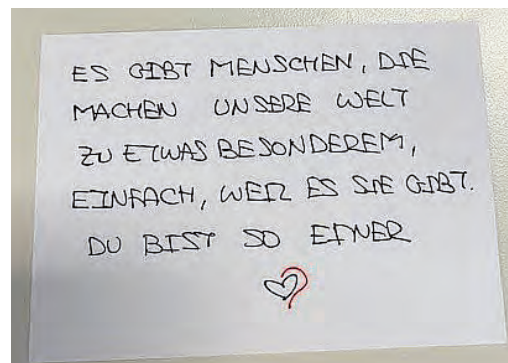 ES GIBT MENSCHEN, DIE
MACHEN UNSERE WELT
ZU ETWAS BESONDEREM,
EINFACH, WEIL ES SIE GIBT.
DU BIST SO EINER